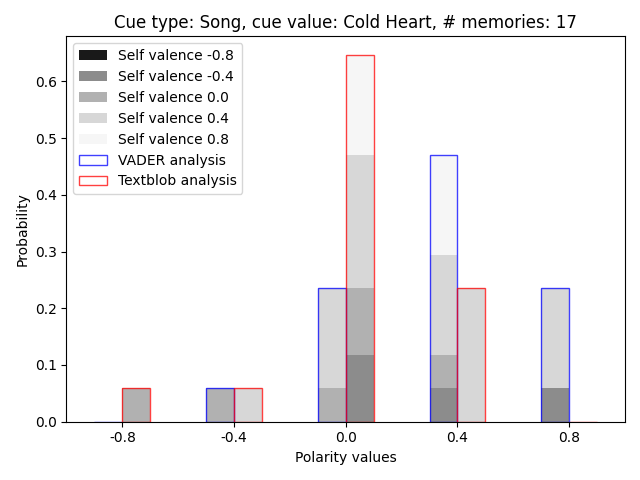 Cue type: Song, cue value: Cold Heart, # memories: 17
Self valence -0.8
Self valence -0.4
Self valence 0.0
Self valence 0.4
Self valence 0.8
VADER analysis
Textblob analysis
Probability
0.6
0.5
0.4
0.3
0.2
0.1
0.0
-0.8 -0.4 0.0 0.4 0.8
Polarity values